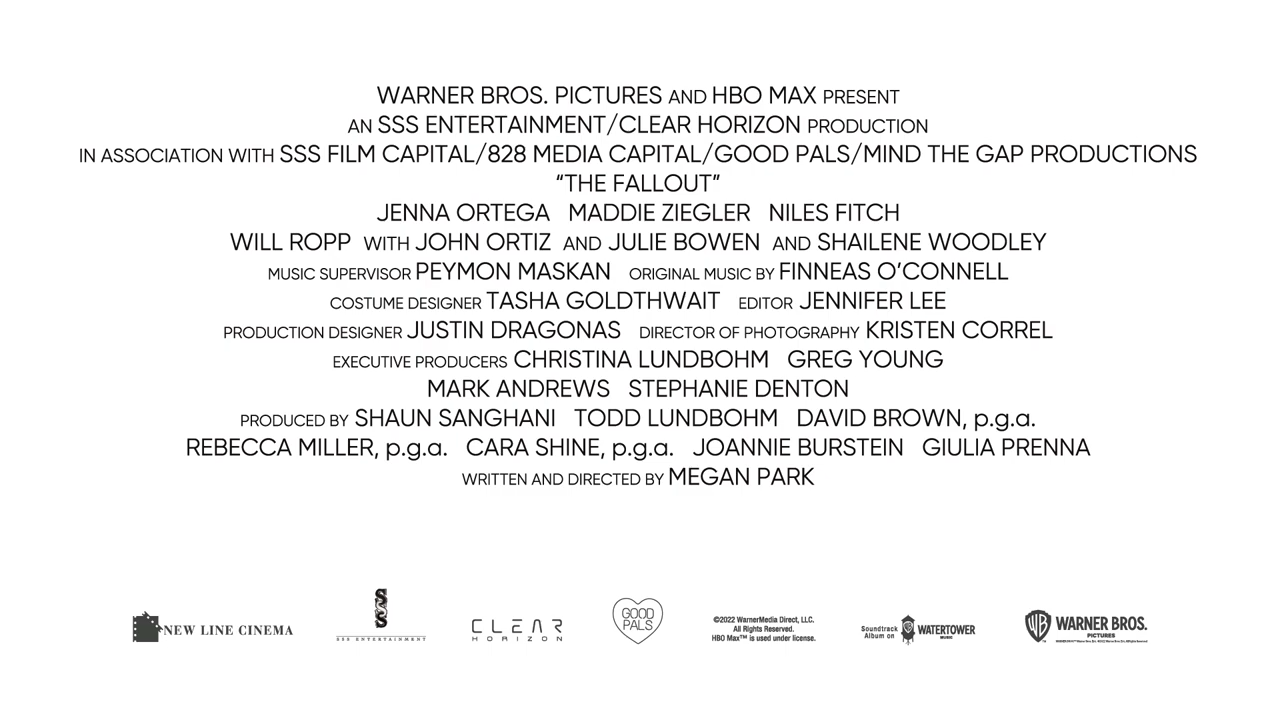 WARNER BROS. PICTURES AND HBO MAX PRESENT
AN SSS ENTERTAINMENT/CLEAR HORIZON PRODUCTION
IN ASSOCIATION WITH SSS FILM CAPITAL/828 MEDIA CAPITAL/GOOD PALS/MIND THE GAP PRODUCTIONS
“THE FALLOUT”
JENNA ORTEGA MADDIE ZIEGLER NILES FITCH
WILL ROPP WITH JOHN ORTIZ AND JULIE BOWEN AND SHAILENE WOODLEY
MUSIC SUPERVISOR PEYMON MASKAN ORIGINAL MUSIC BY FINNEAS O’CONNELL
COSTUME DESIGNER TASHA GOLDTHWAIT EDITOR JENNIFER LEE
PRODUCTION DESIGNER JUSTIN DRAGONAS DIRECTOR OF PHOTOGRAPHY KRISTEN CORREL
EXECUTIVE PRODUCERS CHRISTINA LUNDBOHM GREG YOUNG
MARK ANDREWS STEPHANIE DENTON
PRODUCED BY SHAUN SANGHANI TODD LUNDBOHM DAVID BROWN, p.g.a.
REBECCA MILLER, p.g.a. CARA SHINE, p.g.a. JOANNIE BURSTEIN GIULIA PRENNA
WRITTEN AND DIRECTED BY MEGAN PARK
NEW LINE CINEMA
SSS
SSS ENTERTAINMENT
CLEAR
HORIZON
GOOD
PALS
©2022 WarnerMedia Direct, LLC.
All Rights Reserved.
HBO Max™ is used under license.
Soundtrack
Album on
WATERTOWER
MUSIC
WB
WARNER BROS.
PICTURES